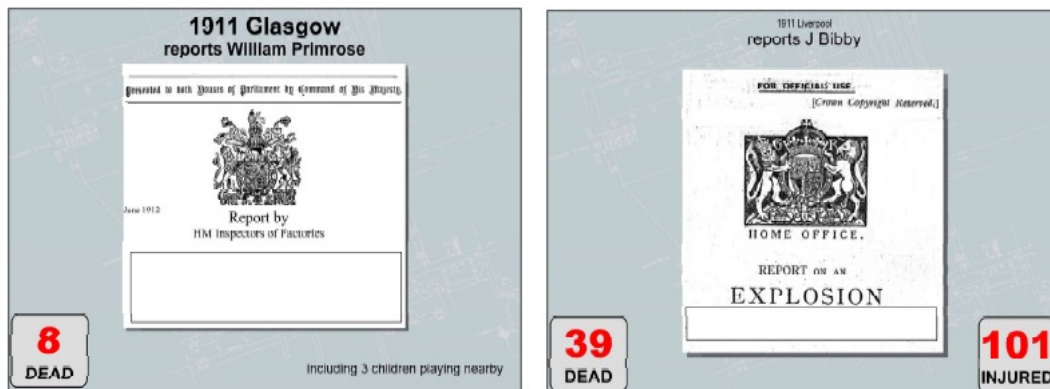 1911 Glasgow
reports William Primrose
Presented to both Houses of Parliament by Command of His Majesty.
June 1912
Report by
HM Inspectors of Factories
8
DEAD
including 3 children playing nearby
1911 Liverpool
reports J Bibby
FOR OFFICIAL USE.
[Crown Copyright Reserved.]
G R
HOME OFFICE.
REPORT ON AN
EXPLOSION
39
DEAD
101
INJURED